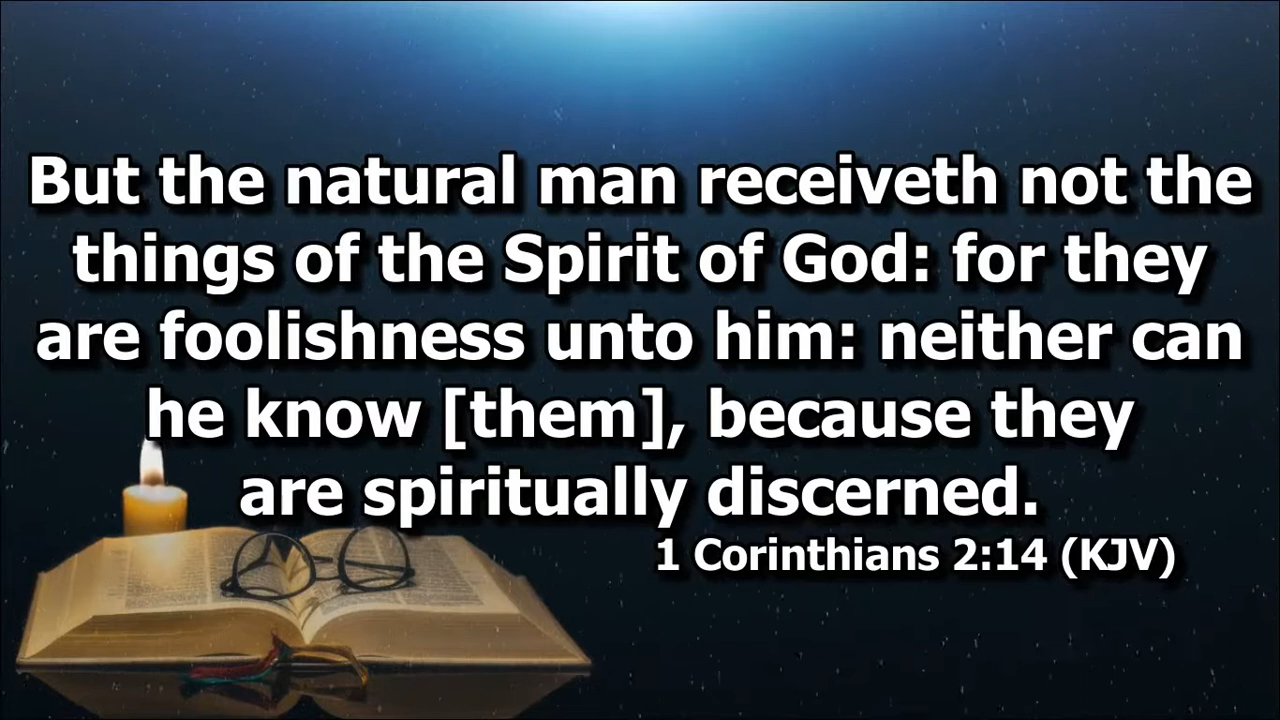 But the natural man receiveth not the
things of the Spirit of God: for they
are foolishness unto him: neither can
he know [them], because they
are spiritually discerned.
1 Corinthians 2:14 (KJV)